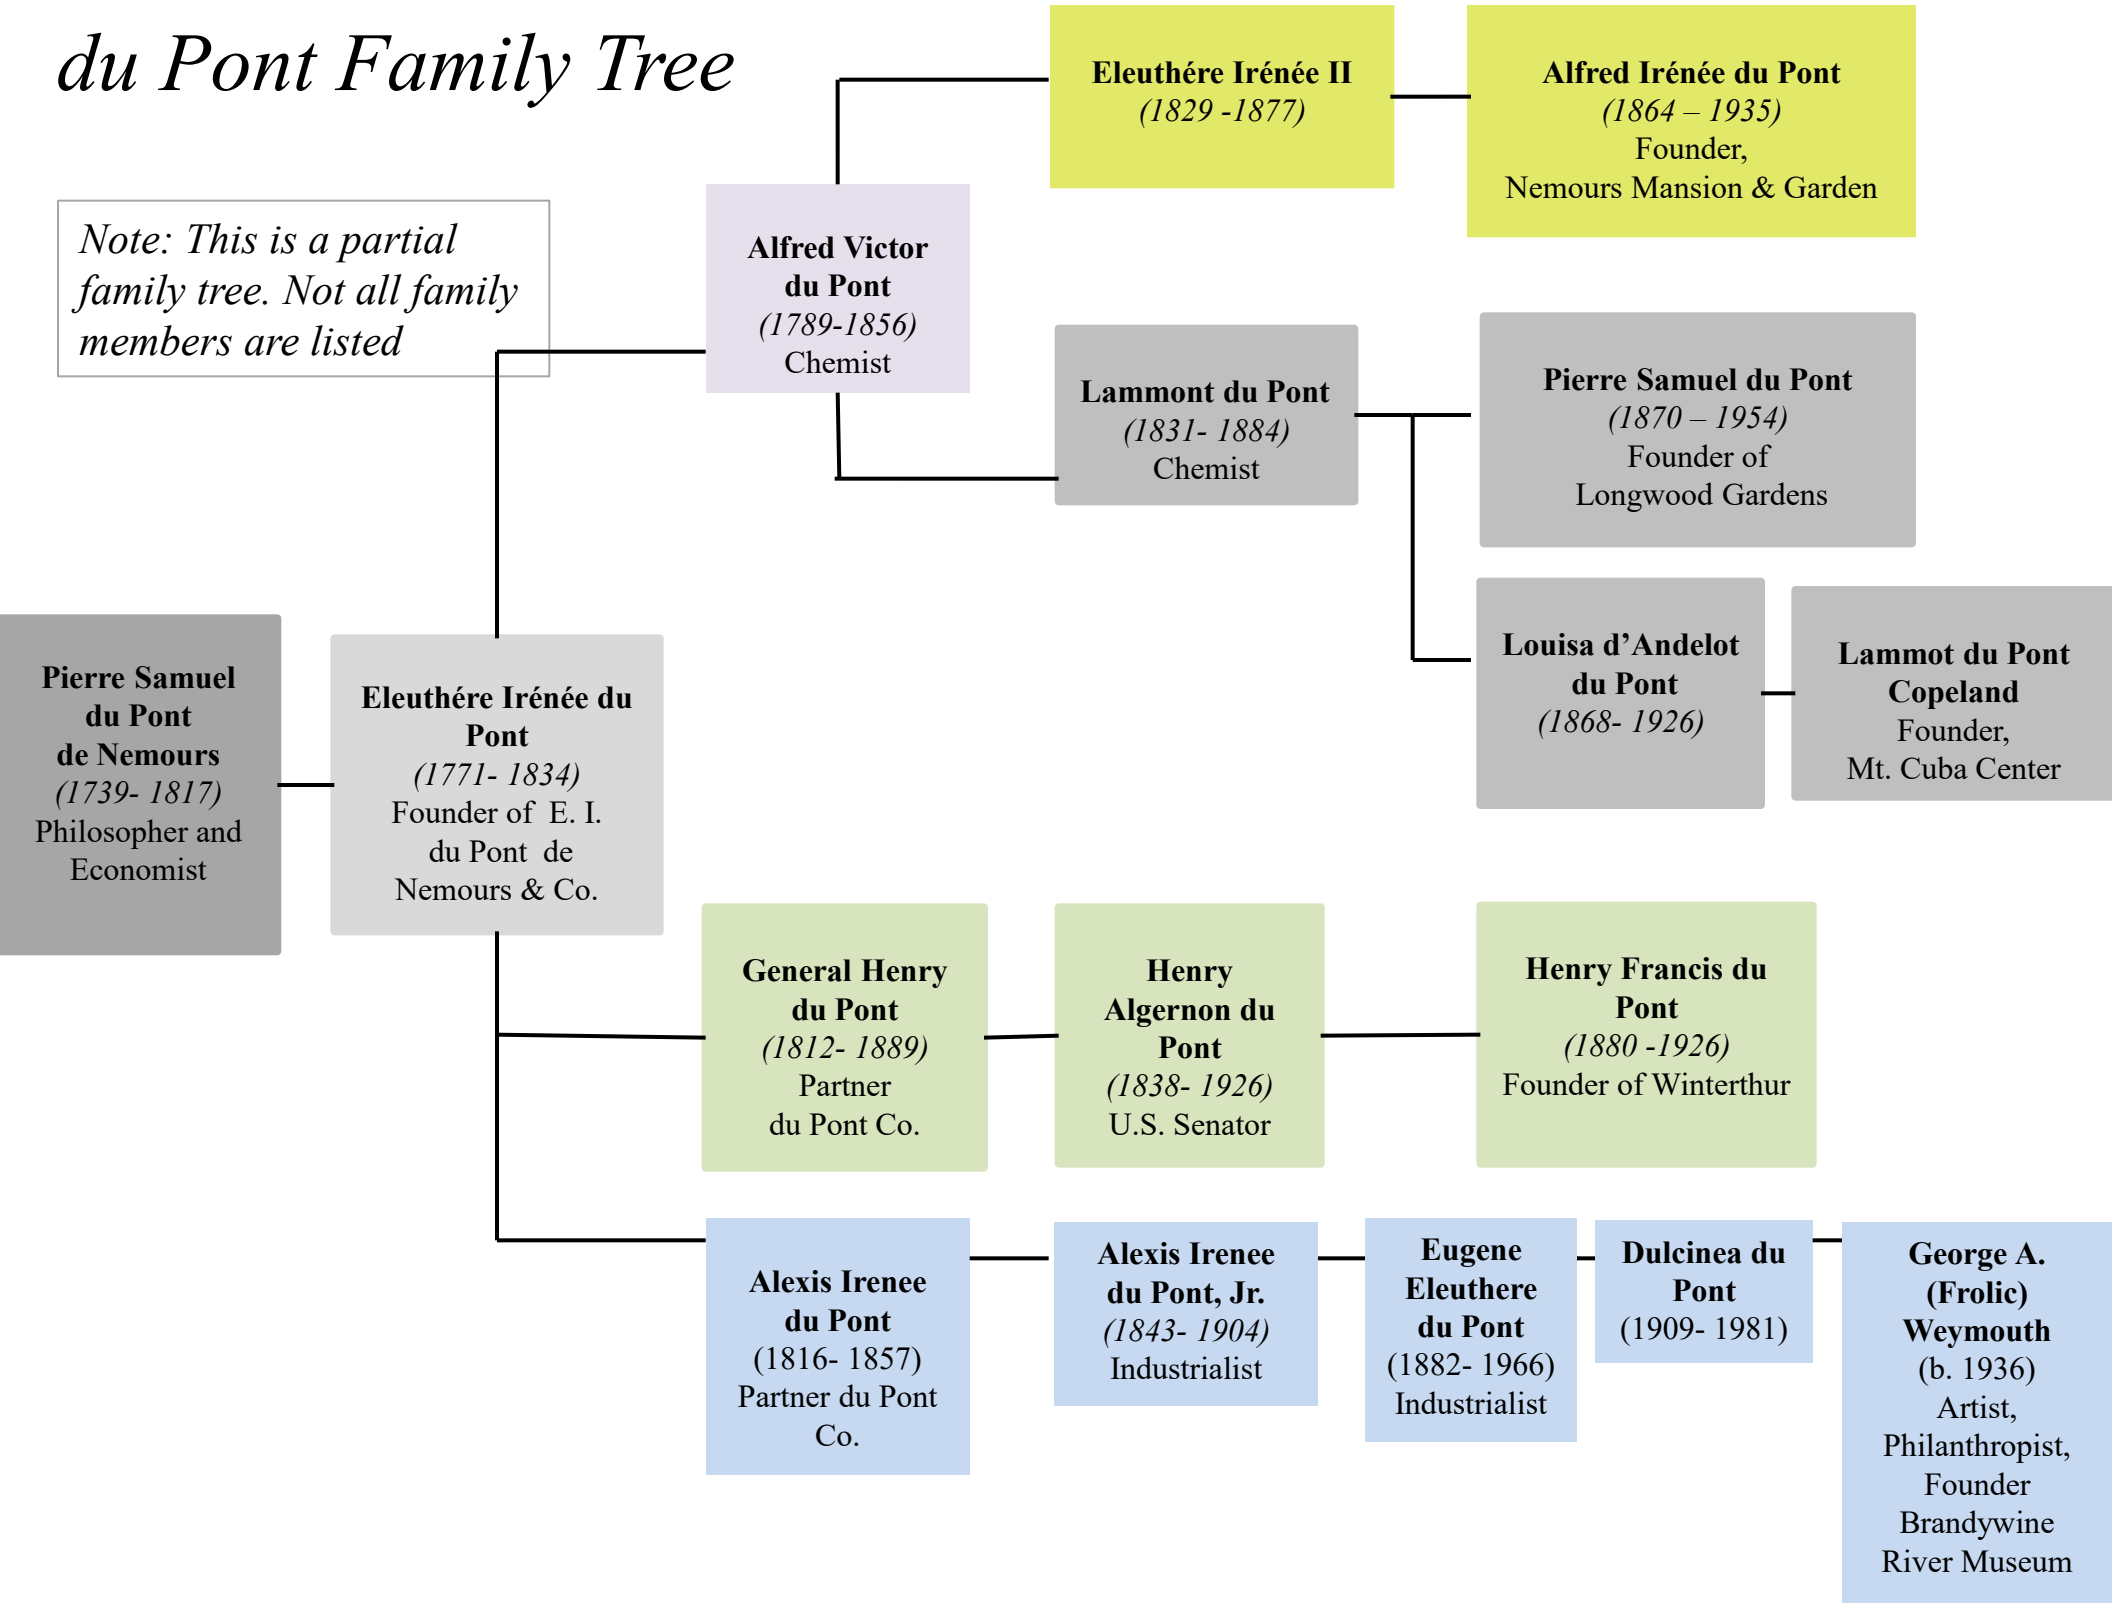 du Pont Family Tree
Note: This is a partial
family tree. Not all family
members are listed
Eleuthére Irénée II
(1829 -1877)
Alfred Irénée du Pont
(1864 – 1935)
Founder,
Nemours Mansion & Garden
Alfred Victor
du Pont
(1789-1856)
Chemist
Lammont du Pont
(1831- 1884)
Chemist
Pierre Samuel du Pont
(1870 – 1954)
Founder of
Longwood Gardens
Louisa d’Andelot
du Pont
(1868- 1926)
Lammot du Pont
Copeland
Founder,
Mt. Cuba Center
Pierre Samuel
du Pont
de Nemours
(1739- 1817)
Philosopher and
Economist
Eleuthére Irénée du
Pont
(1771- 1834)
Founder of E. I.
du Pont de
Nemours & Co.
General Henry
du Pont
(1812- 1889)
Partner
du Pont Co.
Henry
Algernon du
Pont
(1838- 1926)
U.S. Senator
Henry Francis du
Pont
(1880 -1926)
Founder of Winterthur
Alexis Irenee
du Pont
(1816- 1857)
Partner du Pont
Co.
Alexis Irenee
du Pont, Jr.
(1843- 1904)
Industrialist
Eugene
Eleuthere
du Pont
(1882- 1966)
Industrialist
Dulcinea du
Pont
(1909- 1981)
George A.
(Frolic)
Weymouth
(b. 1936)
Artist,
Philanthropist,
Founder
Brandywine
River Museum